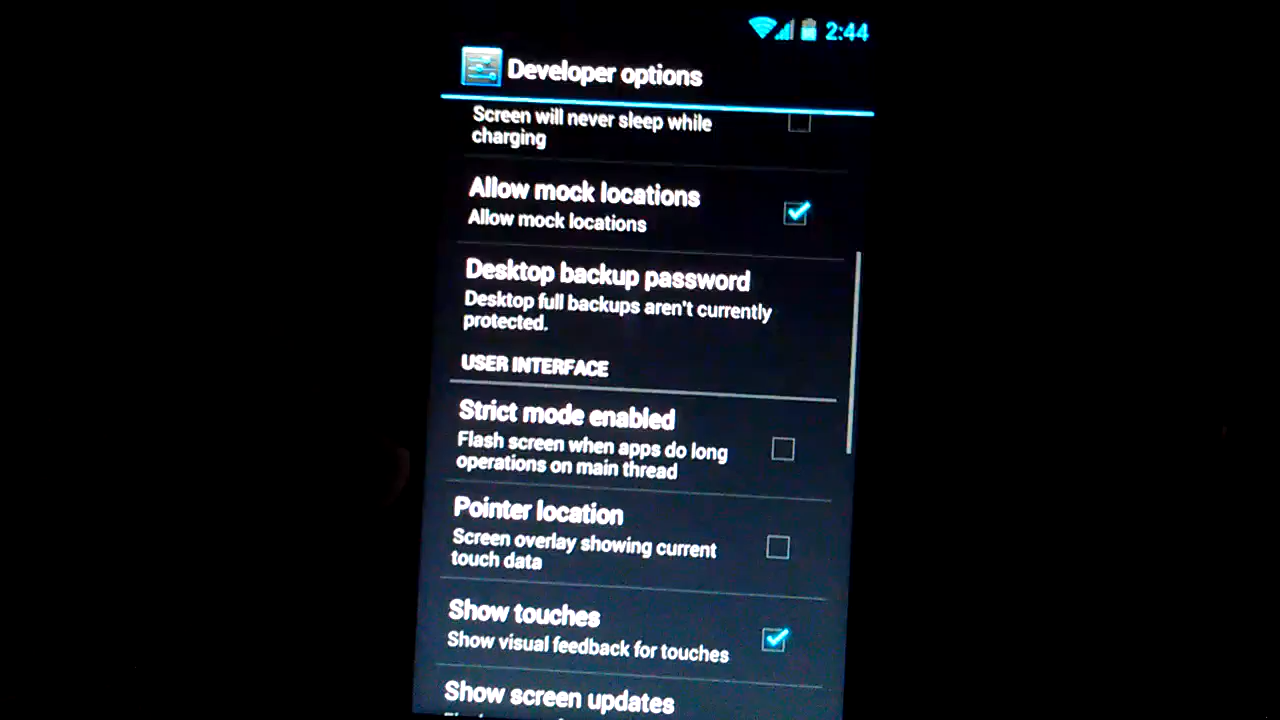 2:44
Developer options
Screen will never sleep while
charging
Allow mock locations
Allow mock locations
Desktop backup password
Desktop full backups aren't currently
protected.
USER INTERFACE
Strict mode enabled
Flash screen when apps do long
operations on main thread
Pointer location
Screen overlay showing current
touch data
Show touches
Show visual feedback for touches
Show screen updates